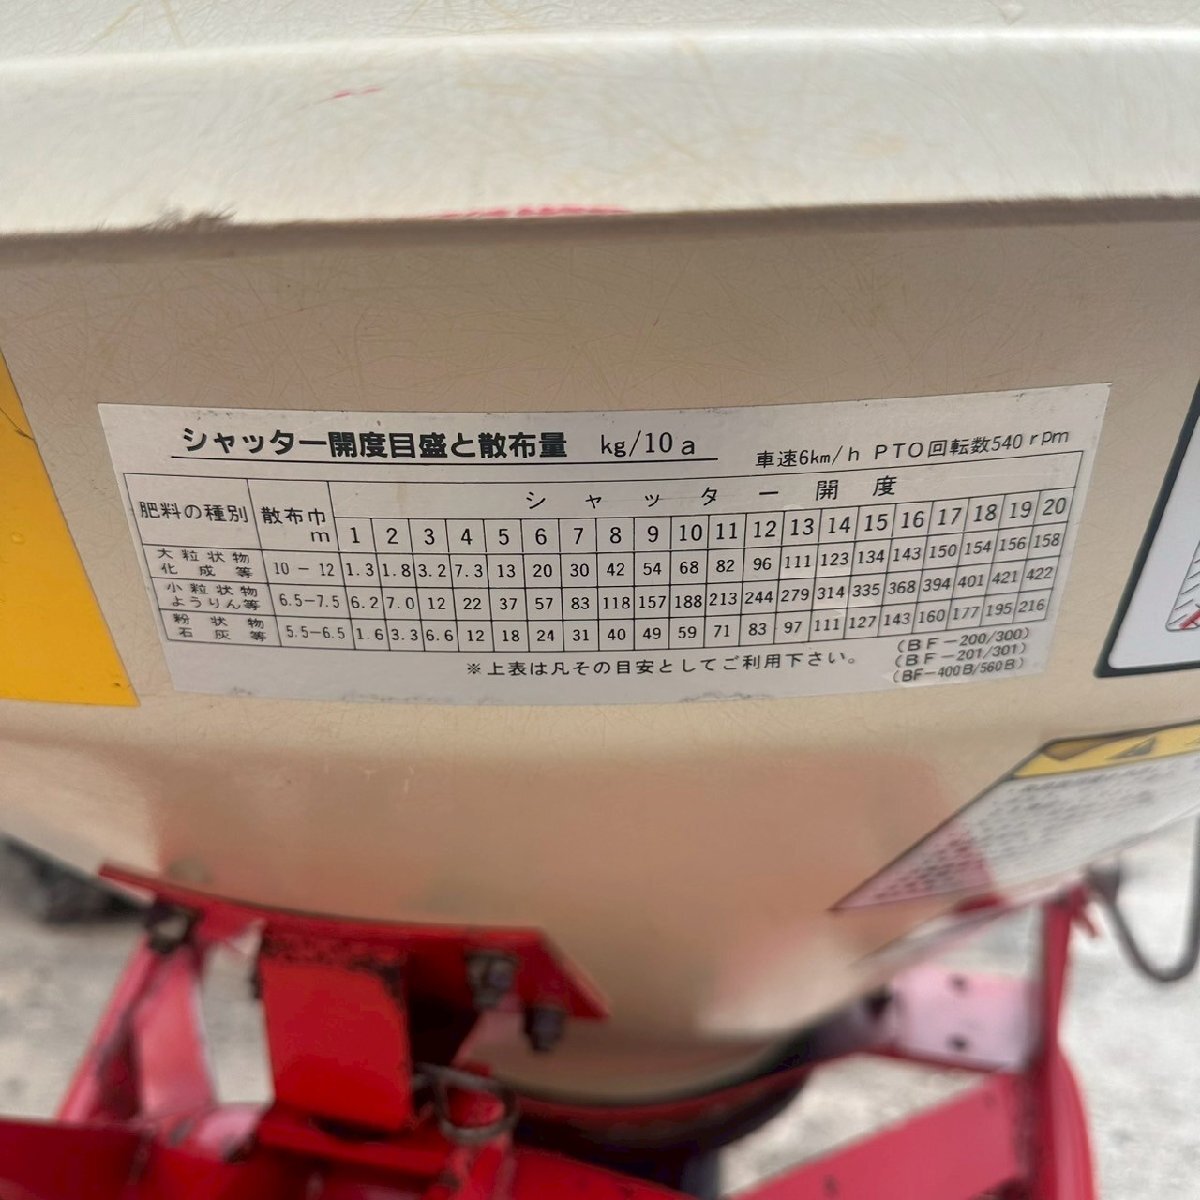 シャッター開度目盛と散布量 kg/10a 車速6km/h PTO回転数540rpm
肥料の種別 散布巾m シャッター開度
1 2 3 4 5 6 7 8 9 10 11 12 13 14 15 16 17 18 19 20
大粒状物 化成等 10-12 1.3 1.8 3.2 7.3 13 20 30 42 54 68 82 96 111 123 134 143 150 154 156 158
小粒状物 ようりん等 6.5-7.5 6.2 7.0 12 22 37 57 83 118 157 188 213 244 279 314 335 368 394 401 421 422
粉状物 石灰等 5.5-6.5 1.6 3.3 6.6 12 18 24 31 40 49 59 71 83 97 111 127 143 160 177 195 216
※上表は凡その目安としてご利用下さい。
(BF-200/300)
(BF-201/301)
(BF-400B/560B)